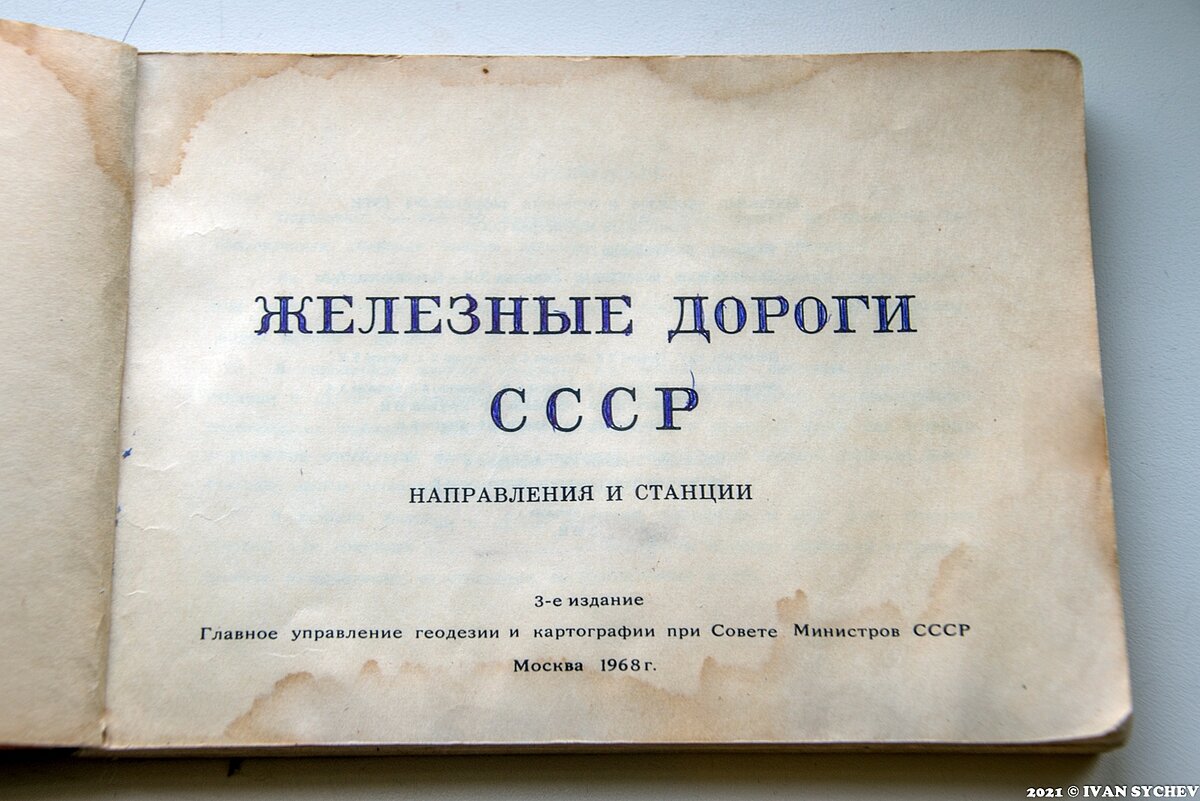 ЖЕЛЕЗНЫЕ ДОРОГИ
СССР
НАПРАВЛЕНИЯ И СТАНЦИИ
3-е издание
Главное управление геодезии и картографии при Совете Министров СССР
Москва 1968 г.
2021 © IVAN SYCHEV